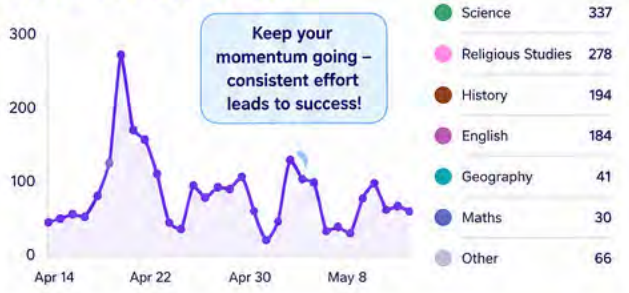 300
200
100
0
Apr 14
Apr 22
Apr 30
May 8
Keep your
momentum going –
consistent effort
leads to success!
Science 337
Religious Studies 278
History 194
English 184
Geography 41
Maths 30
Other 66